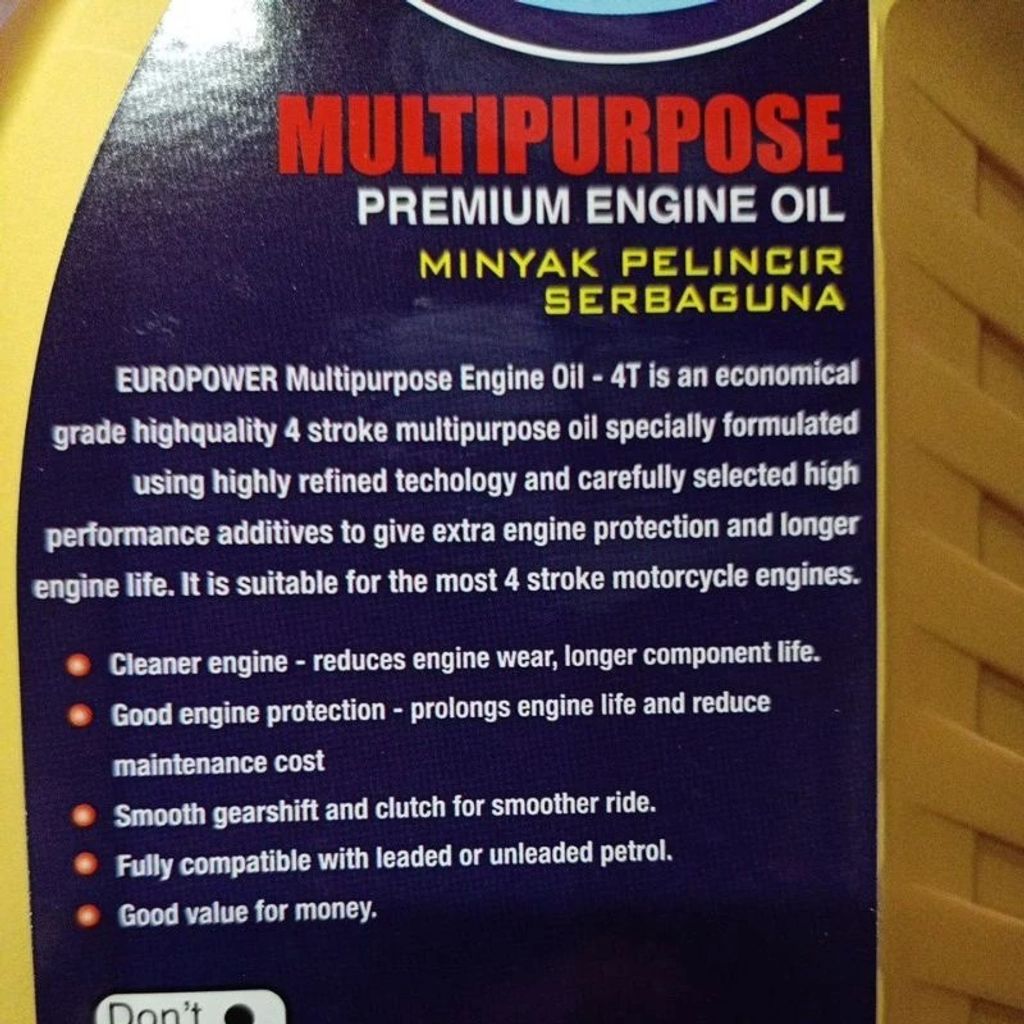 MULTIPURPOSE
PREMIUM ENGINE OIL
MINYAK PELINCIR
SERBAGUNA
EUROPOWER Multipurpose Engine Oil - 4T is an economical
grade highquality 4 stroke multipurpose oil specially formulated
using highly refined techology and carefully selected high
performance additives to give extra engine protection and longer
engine life. It is suitable for the most 4 stroke motorcycle engines.
Cleaner engine - reduces engine wear, longer component life.
Good engine protection - prolongs engine life and reduce
maintenance cost
Smooth gearshift and clutch for smoother ride.
Fully compatible with leaded or unleaded petrol.
Good value for money.
Don't